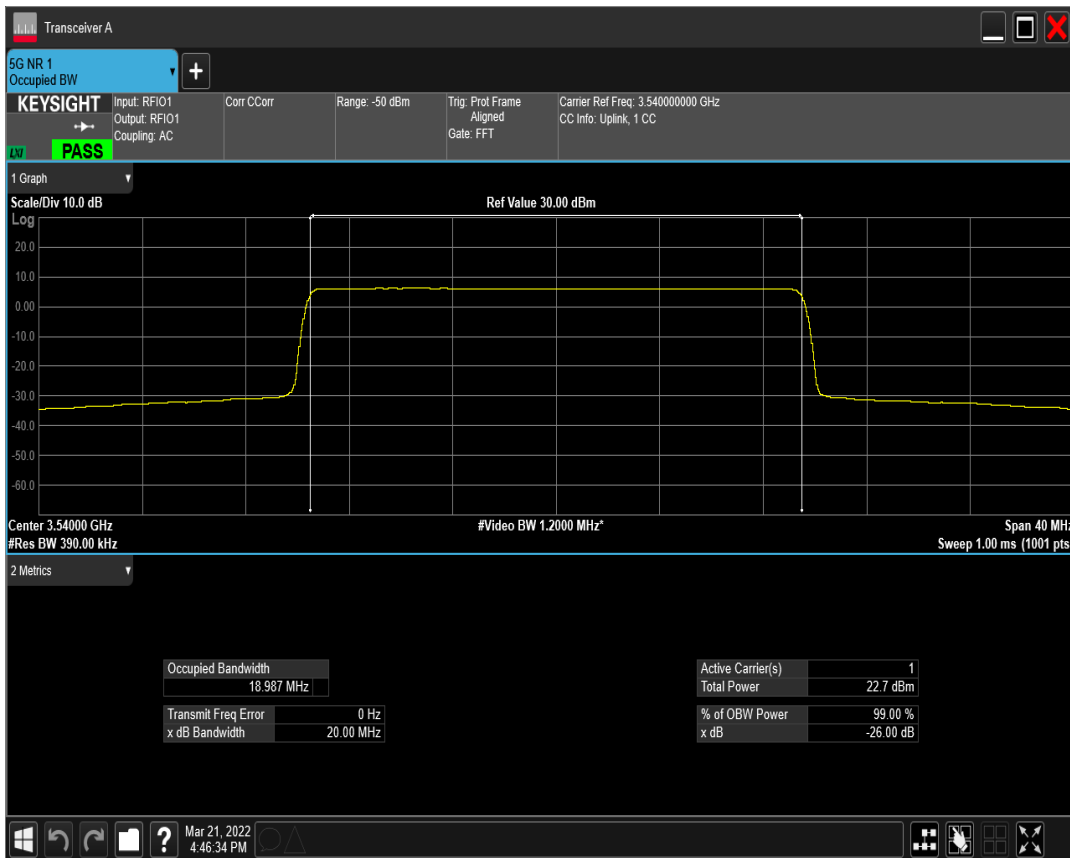 Transceiver A
5G NR 1
Occupied BW
KEYSIGHT
LXI
PASS
Input: RFIO1
Output: RFIO1
Coupling: AC
Corr CCorr
Range: -50 dBm
Trig: Prot Frame
Aligned
Gate: FFT
Carrier Ref Freq: 3.540000000 GHz
CC Info: Uplink, 1 CC
1 Graph
Scale/Div 10.0 dB
Ref Value 30.00 dBm
Log
20.0
10.0
0.00
-10.0
-20.0
-30.0
-40.0
-50.0
-60.0
Center 3.54000 GHz
#Video BW 1.2000 MHz*
Span 40 MHz
#Res BW 390.00 kHz
Sweep 1.00 ms (1001 pts
2 Metrics
Occupied Bandwidth
18.987 MHz
Transmit Freq Error 0 Hz
x dB Bandwidth 20.00 MHz
Active Carrier(s) 1
Total Power 22.7 dBm
% of OBW Power 99.00 %
x dB -26.00 dB
?
Mar 21, 2022
4:46:34 PM